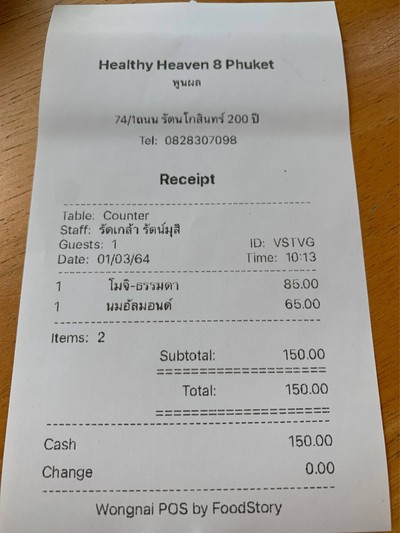 Healthy Heaven 8 Phuket
พูนผล
74/1ถนน รัตนโกสินทร์ 200 ปี
Tel: 0828307098
Receipt
Table: Counter
Staff: รัดเกล้า รัตน์มุสิ
Guests: 1 ID: VSTVG
Date: 01/03/64 Time: 10:13
1 โมจิ-ธรรมดา 85.00
1 นมอัลมอนด์ 65.00
Items: 2
Subtotal: 150.00
Total: 150.00
Cash 150.00
Change 0.00
Wongnai POS by FoodStory